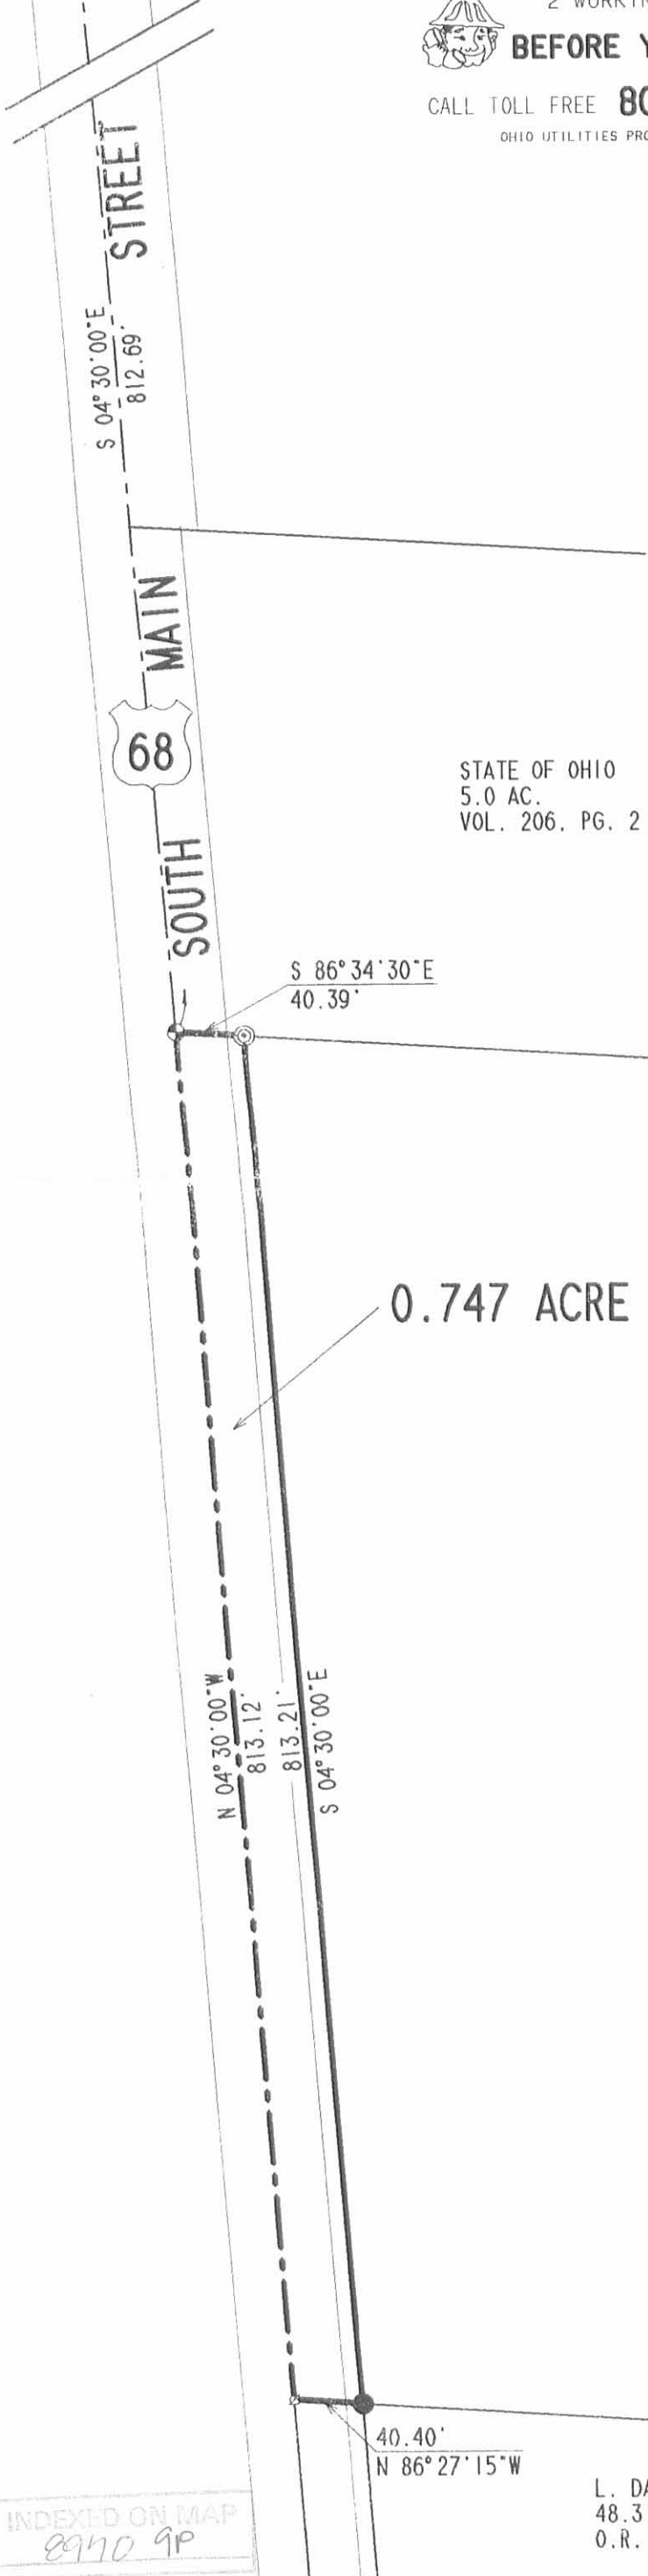 2 WORKIN
BEFORE Y
CALL TOLL FREE 80
OHIO UTILITIES PRO
STREET
S 04°30'00"E
812.69'
MAIN
68
STATE OF OHIO
5.0 AC.
VOL. 206, PG. 2
SOUTH
S 86°34'30"E
40.39'
0.747 ACRE
N 04°30'00"W
813.12'
813.21'
S 04°30'00"E
40.40'
N 86°27'15"W
L. DA
48.3
O.R.
INDEXED ON MAP
8970 9P